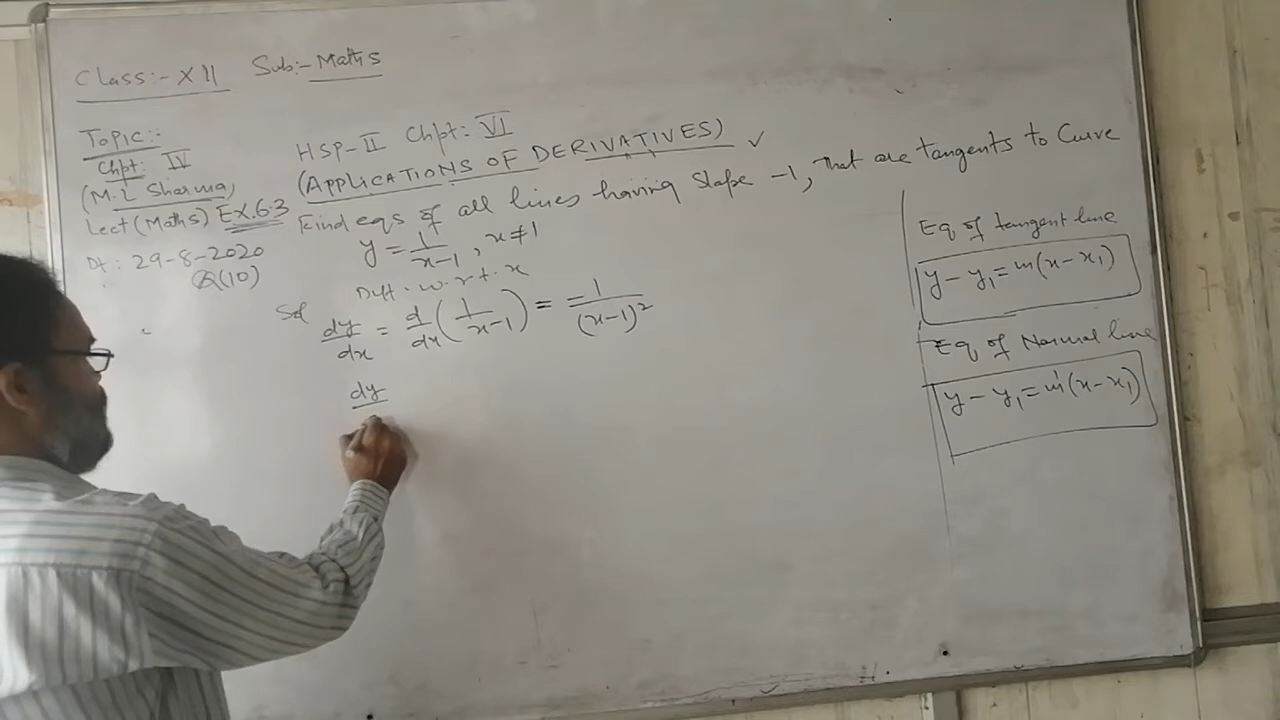 Class:- XII Sub:- Maths
Topic:-
Chpt: IV
(M.L Sharma)
Lect (Maths) EX.6.3
Dt: 29-8-2020
Q(10)
HSP-II Chpt: VI
(APPLICATIONS OF DERIVATIVES) ✓
Find eqs of all lines having Slope -1, that are tangents to Curve
y = 1/(x-1), x≠1
Diff. w.r.t. x
Sol dy/dx = d/dx (1/(x-1)) = -1/(x-1)²
dy
Eq of tangent line
y - y₁ = m(x - x₁)
Eq of Normal line
y - y₁ = m'(x - x₁)